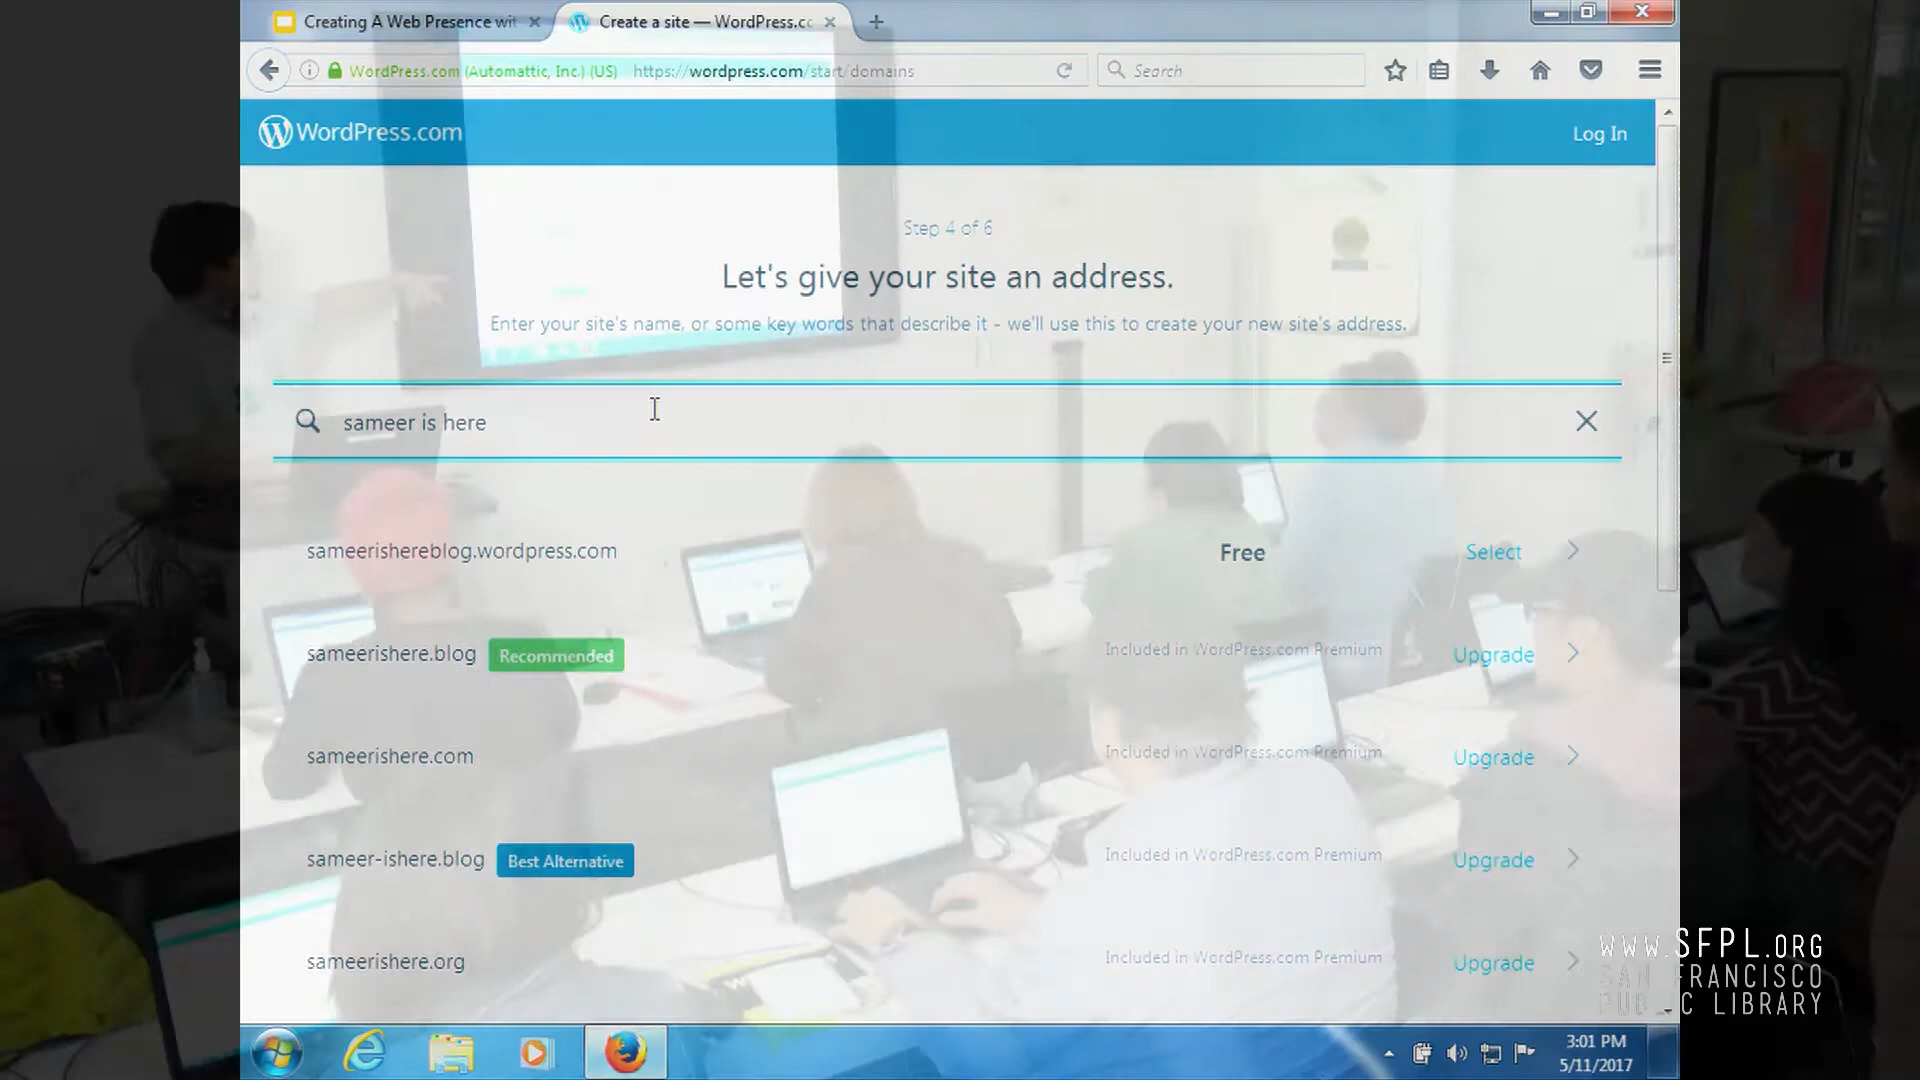 Creating A Web Presence wit
Create a site — WordPress.co
WordPress.com (Automattic, Inc.) (US)
https://wordpress.com/start/domains
Search
WordPress.com
Log In
Step 4 of 6
Let's give your site an address.
Enter your site's name, or some key words that describe it - we'll use this to create your new site's address.
sameer is here
sameerishereblog.wordpress.com
Free
Select
sameerishere.blog
Recommended
Included in WordPress.com Premium
Upgrade
sameerishere.com
Included in WordPress.com Premium
Upgrade
sameer-ishere.blog
Best Alternative
Included in WordPress.com Premium
Upgrade
sameerishere.org
Included in WordPress.com Premium
Upgrade
WWW.SFPL.ORG
SAN FRANCISCO
PUBLIC LIBRARY
3:01 PM
5/11/2017